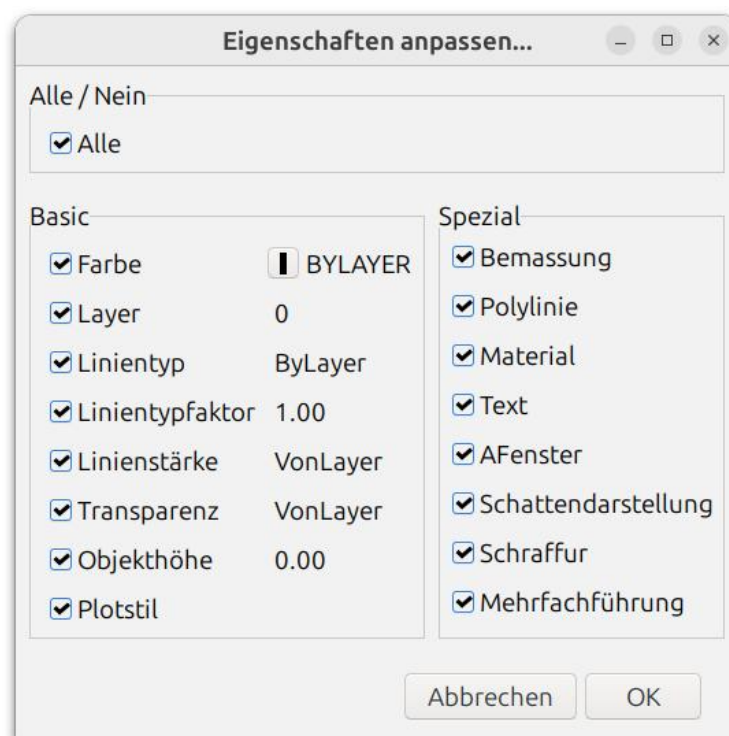 Eigenschaften anpassen...
Alle / Nein
Alle
Basic
Farbe BYLAYER
Layer 0
Linientyp ByLayer
Linientypfaktor 1.00
Linienstärke VonLayer
Transparenz VonLayer
Objekthöhe 0.00
Plotstil
Spezial
Bemassung
Polylinie
Material
Text
AFenster
Schattendarstellung
Schraffur
Mehrfachführung
Abbrechen OK